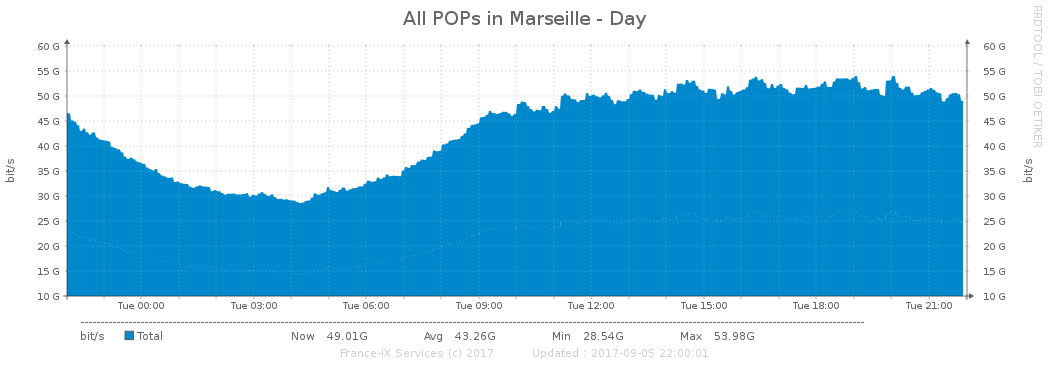 All POPs in Marseille - Day
RRDTOOL / TOBI OETIKER
60 G 60 G
55 G 55 G
50 G 50 G
45 G 45 G
40 G 40 G
35 G 35 G
30 G 30 G
25 G 25 G
20 G 20 G
15 G 15 G
10 G 10 G
bit/s bit/s
Tue 00:00 Tue 03:00 Tue 06:00 Tue 09:00 Tue 12:00 Tue 15:00 Tue 18:00 Tue 21:00
bit/s Total Now 49.01G Avg 43.26G Min 28.54G Max 53.98G
France-IX Services (c) 2017 Updated : 2017-09-05 22:00:01